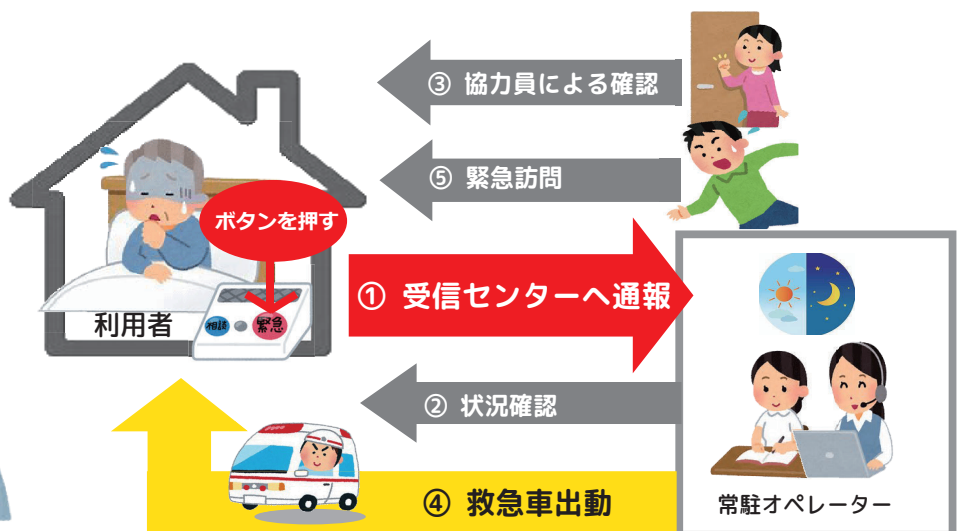 ③ 協力員による確認
⑤ 緊急訪問
ボタンを押す
① 受信センターへ通報
利用者
相談
緊急
② 状況確認
④ 救急車出動
常駐オペレーター